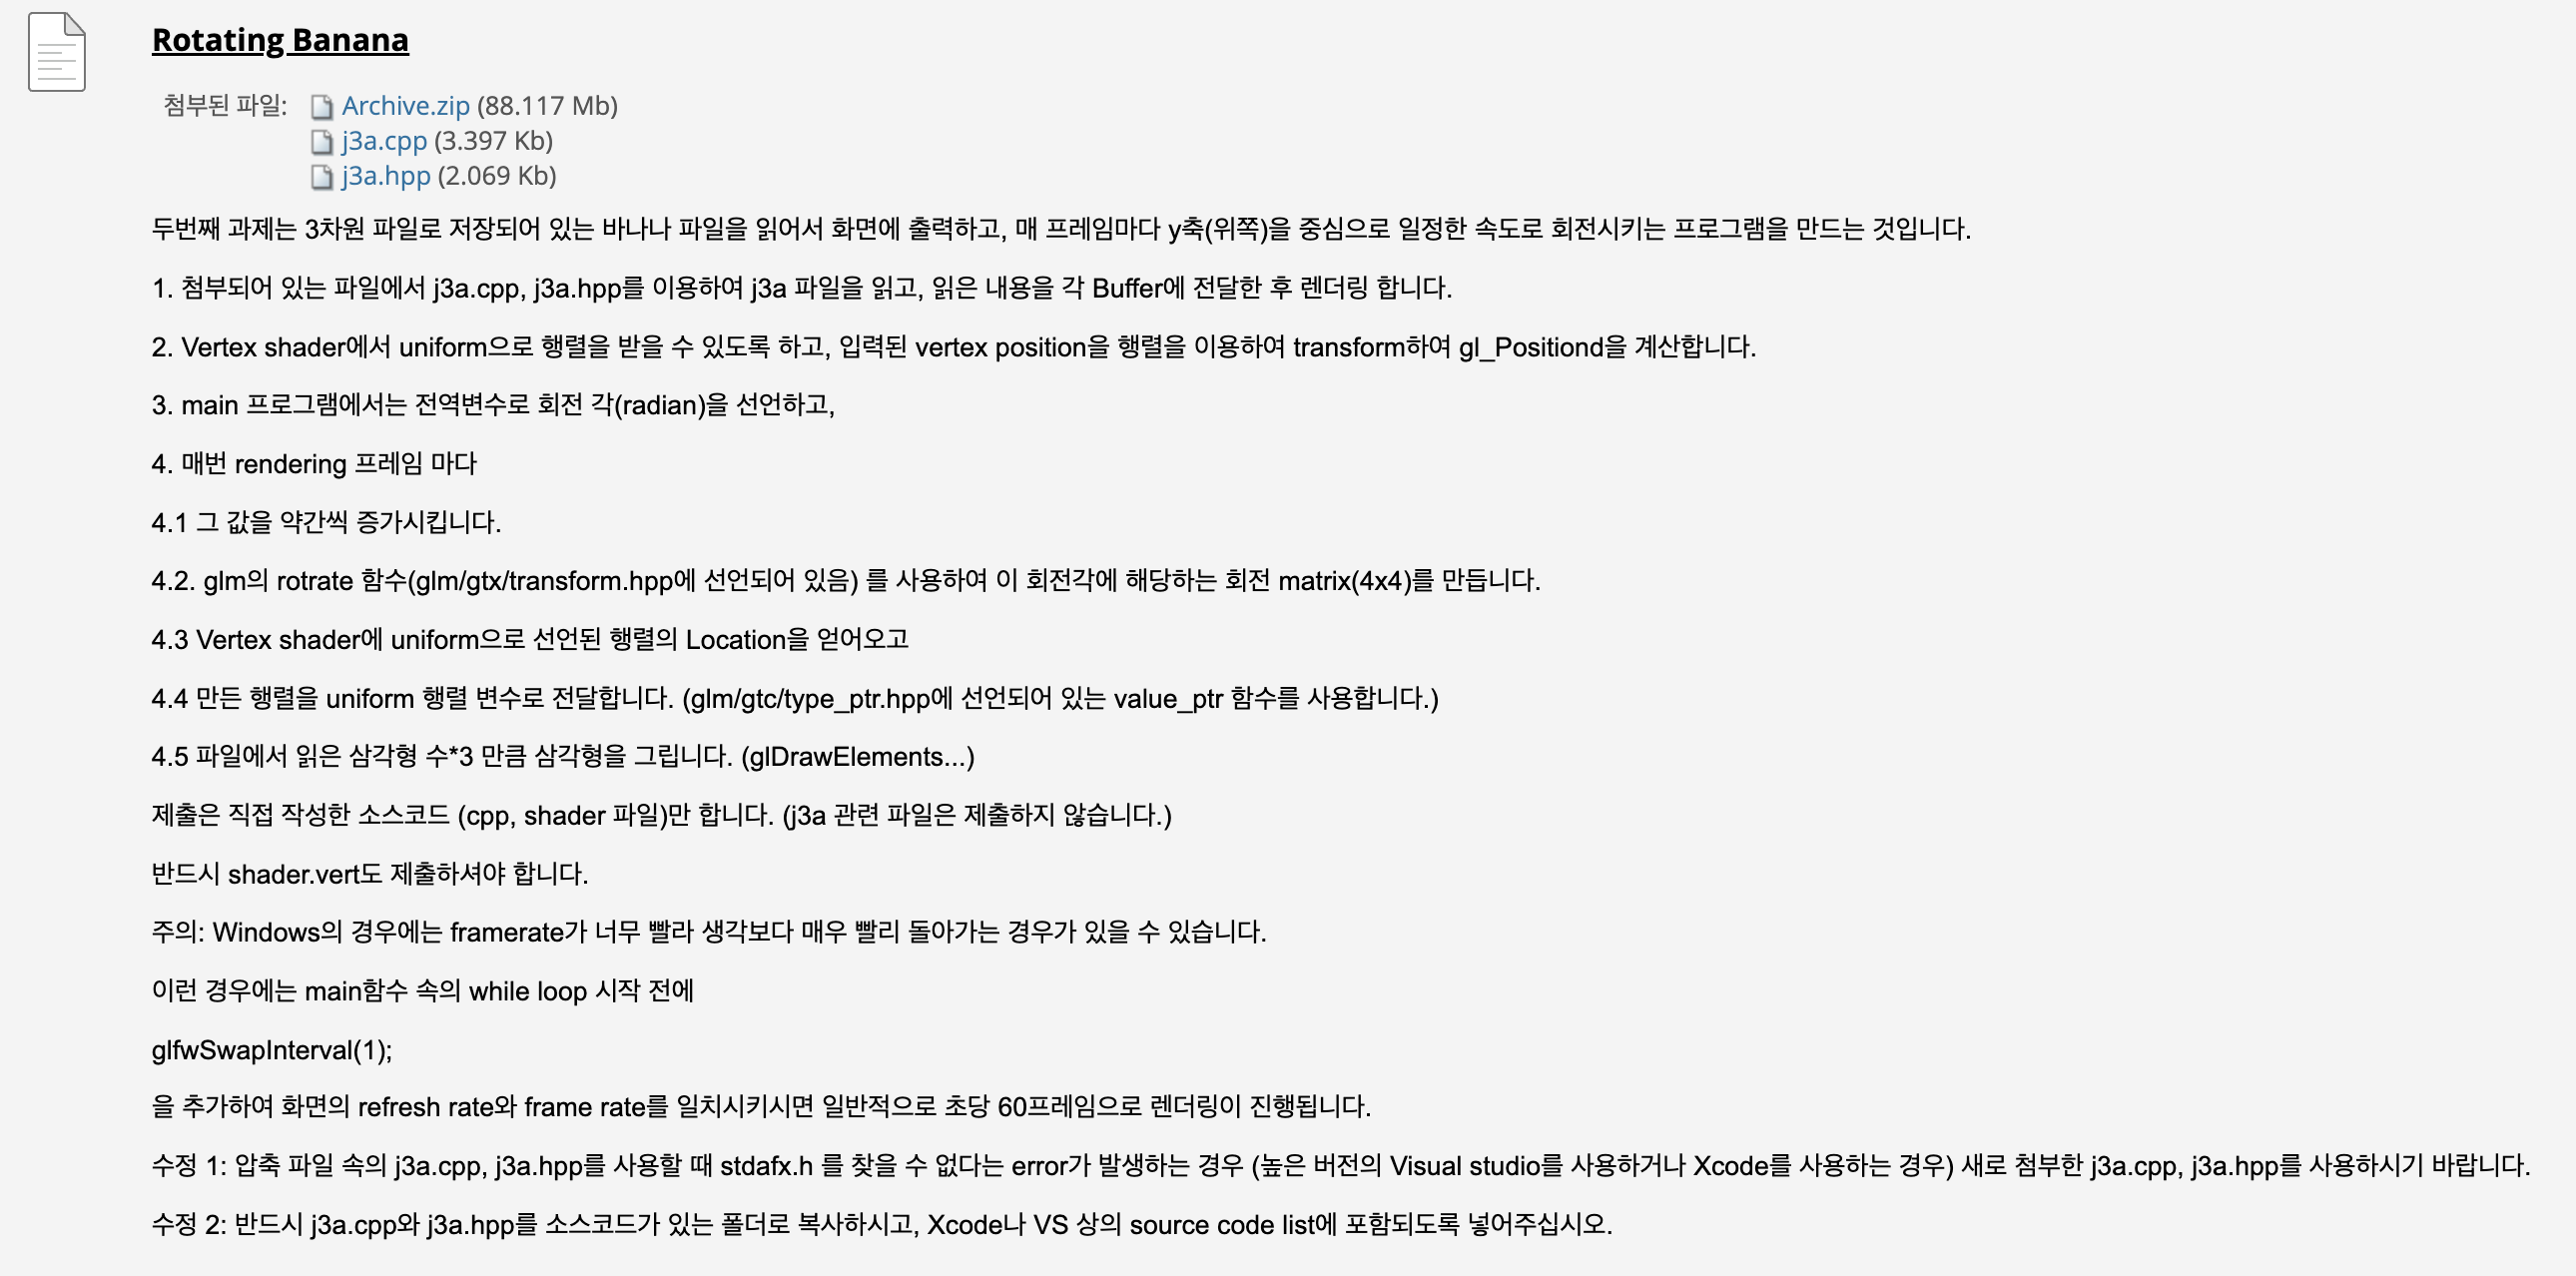 Rotating Banana
첨부된 파일: Archive.zip (88.117 Mb)
j3a.cpp (3.397 Kb)
j3a.hpp (2.069 Kb)
두번째 과제는 3차원 파일로 저장되어 있는 바나나 파일을 읽어서 화면에 출력하고, 매 프레임마다 y축(위쪽)을 중심으로 일정한 속도로 회전시키는 프로그램을 만드는 것입니다.
1. 첨부되어 있는 파일에서 j3a.cpp, j3a.hpp를 이용하여 j3a 파일을 읽고, 읽은 내용을 각 Buffer에 전달한 후 렌더링 합니다.
2. Vertex shader에서 uniform으로 행렬을 받을 수 있도록 하고, 입력된 vertex position을 행렬을 이용하여 transform하여 gl_Positiond을 계산합니다.
3. main 프로그램에서는 전역변수로 회전 각(radian)을 선언하고,
4. 매번 rendering 프레임 마다
4.1 그 값을 약간씩 증가시킵니다.
4.2. glm의 rotrate 함수(glm/gtx/transform.hpp에 선언되어 있음) 를 사용하여 이 회전각에 해당하는 회전 matrix(4x4)를 만듭니다.
4.3 Vertex shader에 uniform으로 선언된 행렬의 Location을 얻어오고
4.4 만든 행렬을 uniform 행렬 변수로 전달합니다. (glm/gtc/type_ptr.hpp에 선언되어 있는 value_ptr 함수를 사용합니다.)
4.5 파일에서 읽은 삼각형 수*3 만큼 삼각형을 그립니다. (glDrawElements...)
제출은 직접 작성한 소스코드 (cpp, shader 파일)만 합니다. (j3a 관련 파일은 제출하지 않습니다.)
반드시 shader.vert도 제출하셔야 합니다.
주의: Windows의 경우에는 framerate가 너무 빨라 생각보다 매우 빨리 돌아가는 경우가 있을 수 있습니다.
이런 경우에는 main함수 속의 while loop 시작 전에
glfwSwapInterval(1);
을 추가하여 화면의 refresh rate와 frame rate를 일치시키시면 일반적으로 초당 60프레임으로 렌더링이 진행됩니다.
수정 1: 압축 파일 속의 j3a.cpp, j3a.hpp를 사용할 때 stdafx.h 를 찾을 수 없다는 error가 발생하는 경우 (높은 버전의 Visual studio를 사용하거나 Xcode를 사용하는 경우) 새로 첨부한 j3a.cpp, j3a.hpp를 사용하시기 바랍니다.
수정 2: 반드시 j3a.cpp와 j3a.hpp를 소스코드가 있는 폴더로 복사하시고, Xcode나 VS 상의 source code list에 포함되도록 넣어주십시오.